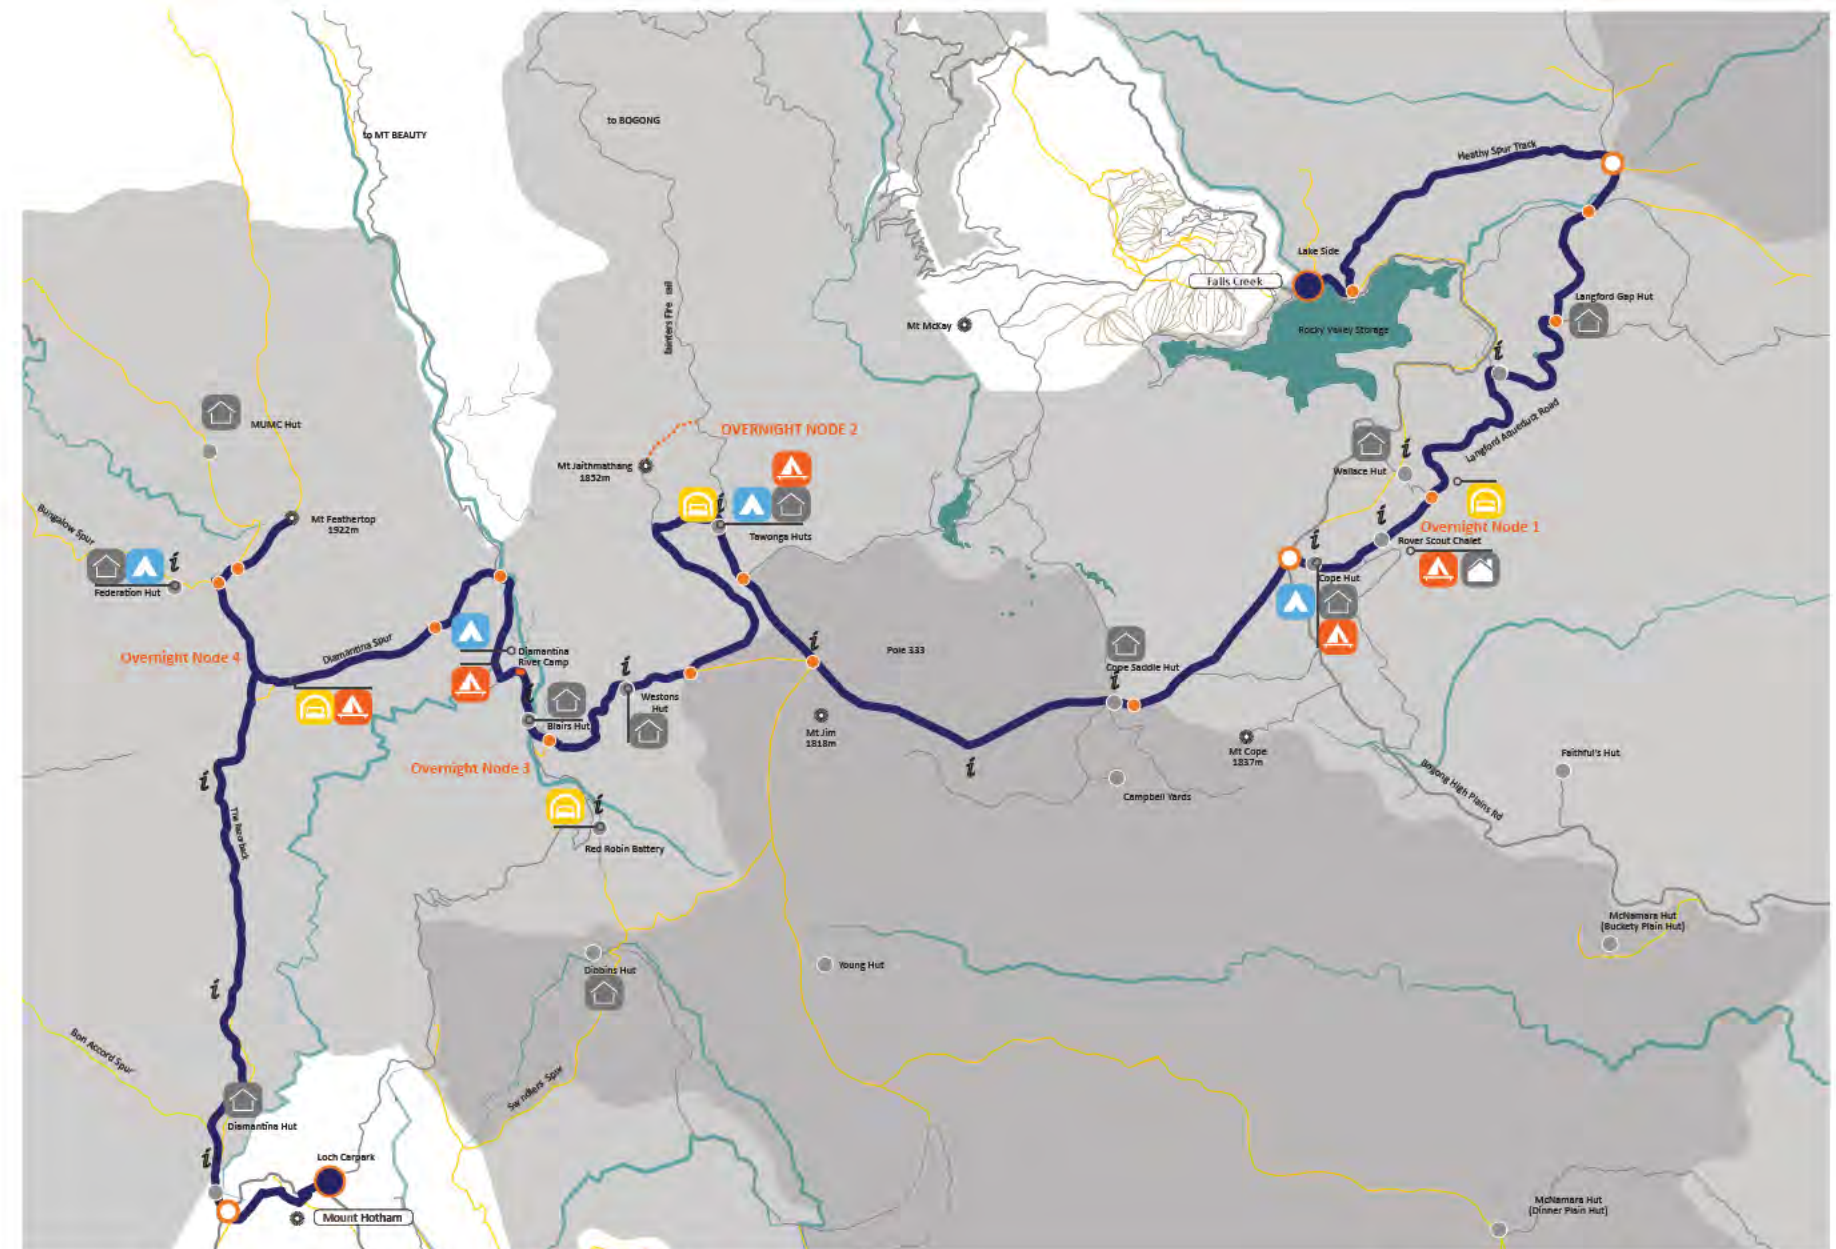 to MT BEAUTY
to BOGONG
Heathy Spur Track
Lake Side
Falls Creek
Langford Gap Hut
Rocky Valley Storage
Mt McKay
MUMC Hut
OVERNIGHT NODE 2
Mt Jaithmathang
1852m
Langford Aqueduct Road
Wallace Hut
Bungalow Spur
Mt Feathertop
1922m
Tawonga Huts
Overnight Node 1
Rover Scout Chalet
Federation Hut
Cope Hut
Overnight Node 4
Diamantina Spur
Diamantina
River Camp
Pole 333
Cope Saddle Hut
Westons
Hut
Blairs Hut
Mt Jim
1818m
Mt Cope
1837m
Faithful's Hut
Overnight Node 3
Bogong High Plains Rd
Campbell Yards
The Razorback
Red Robin Battery
McNamara Hut
(Buckety Plain Hut)
Dibbins Hut
Young Hut
Bon Accord Spur
Swindlers Spur
Diamantina Hut
Loch Carpark
Mount Hotham
McNamara Hut
(Dinner Plain Hut)